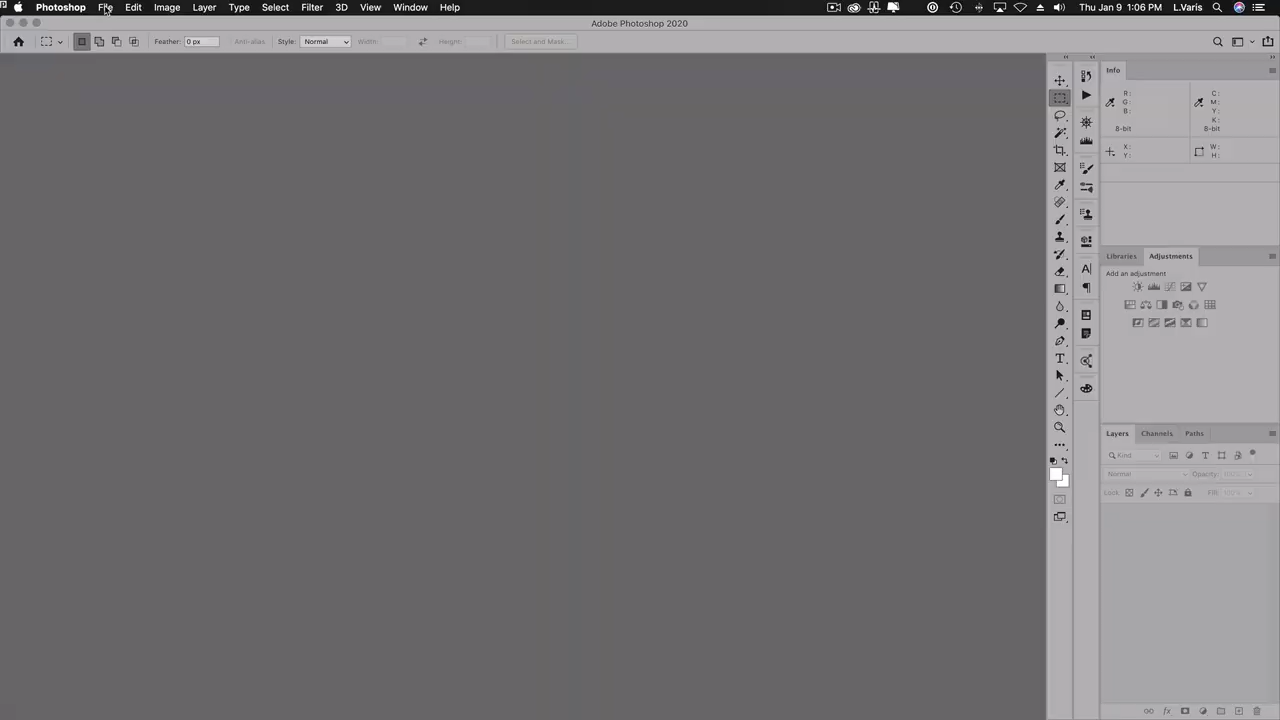 Photoshop File Edit Image Layer Type Select Filter 3D View Window Help Thu Jan 9 1:06 PM L.Varis
Adobe Photoshop 2020
Feather: 0 px Anti-alias Style: Normal Width: Height: Select and Mask...
Info
R: C:
G: M:
B: Y:
K:
8-bit 8-bit
X: W:
Y: H:
Libraries Adjustments
Add an adjustment
Layers Channels Paths
Kind
Normal Opacity: 100%
Lock: Fill: 100%